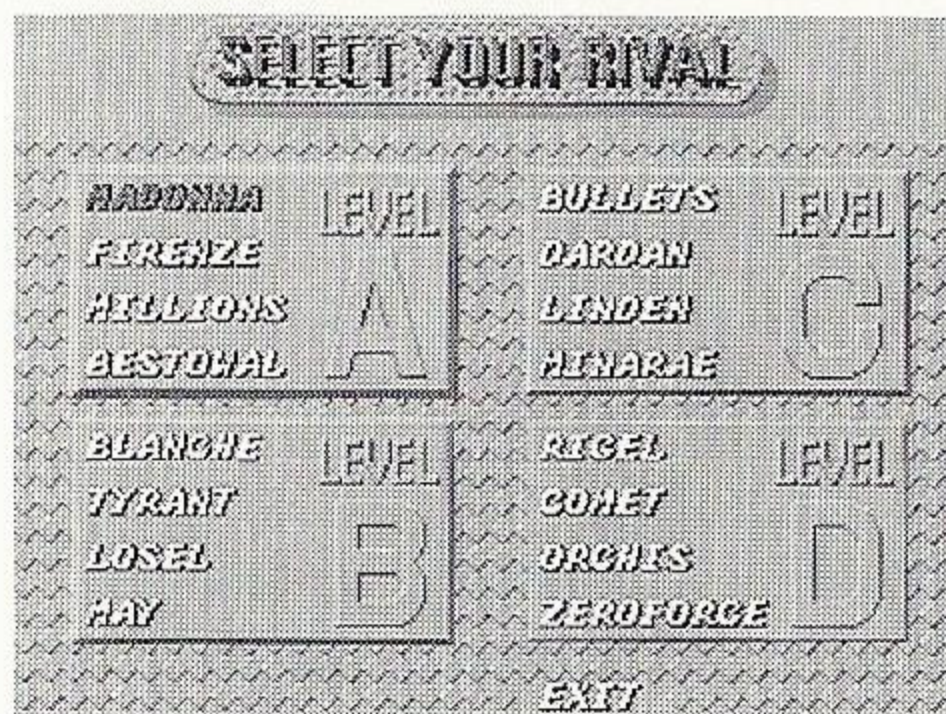 SELECT YOUR RIVAL
MADONNA
FIRENZE
MILLIONS
BESTOWAL
LEVEL
A
BULLETS
DARDAN
LINDEN
MINARAE
LEVEL
C
BLANCHE
TYRANT
LOSEL
MAY
LEVEL
B
RIGEL
COMET
ORCHIS
ZEROFORCE
LEVEL
D
EXIT